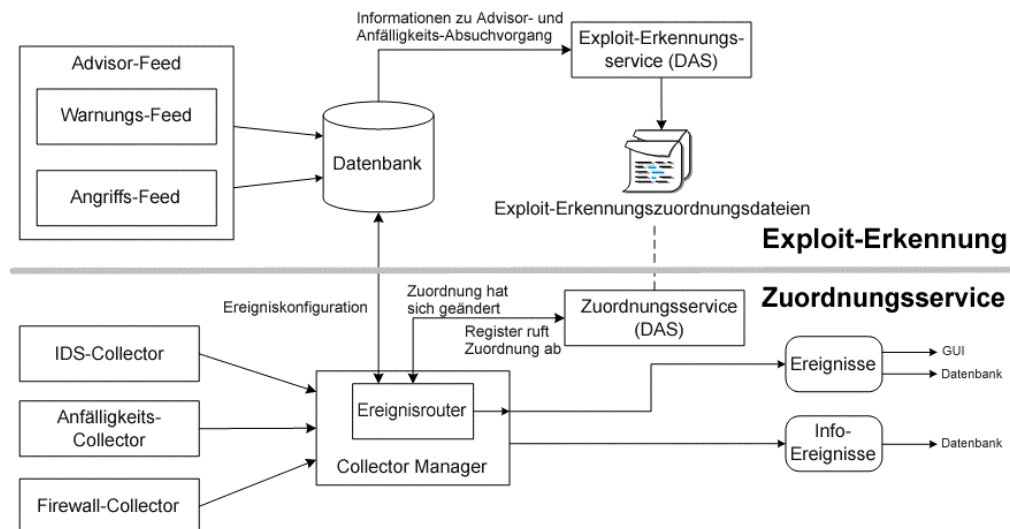 Informationen zu Advisor- und
Anfälligkeits-Absuchvorgang
Exploit-Erkennungs-
service (DAS)
Advisor-Feed
Warnungs-Feed
Angriffs-Feed
Datenbank
Exploit-Erkennungszuordnungsdateien
Exploit-Erkennung
Zuordnungsservice
Ereigniskonfiguration
Zuordnung hat
sich geändert
Register ruft
Zuordnung ab
Zuordnungsservice
(DAS)
IDS-Collector
Anfälligkeits-
Collector
Firewall-Collector
Ereignisrouter
Collector Manager
Ereignisse
GUI
Datenbank
Info-
Ereignisse
Datenbank